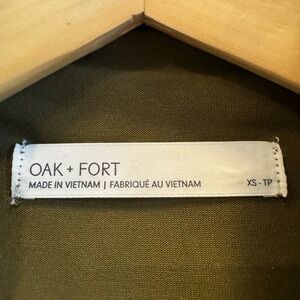 OAK + FORT
MADE IN VIETNAM | FABRIQUÉ AU VIETNAM XS - TP